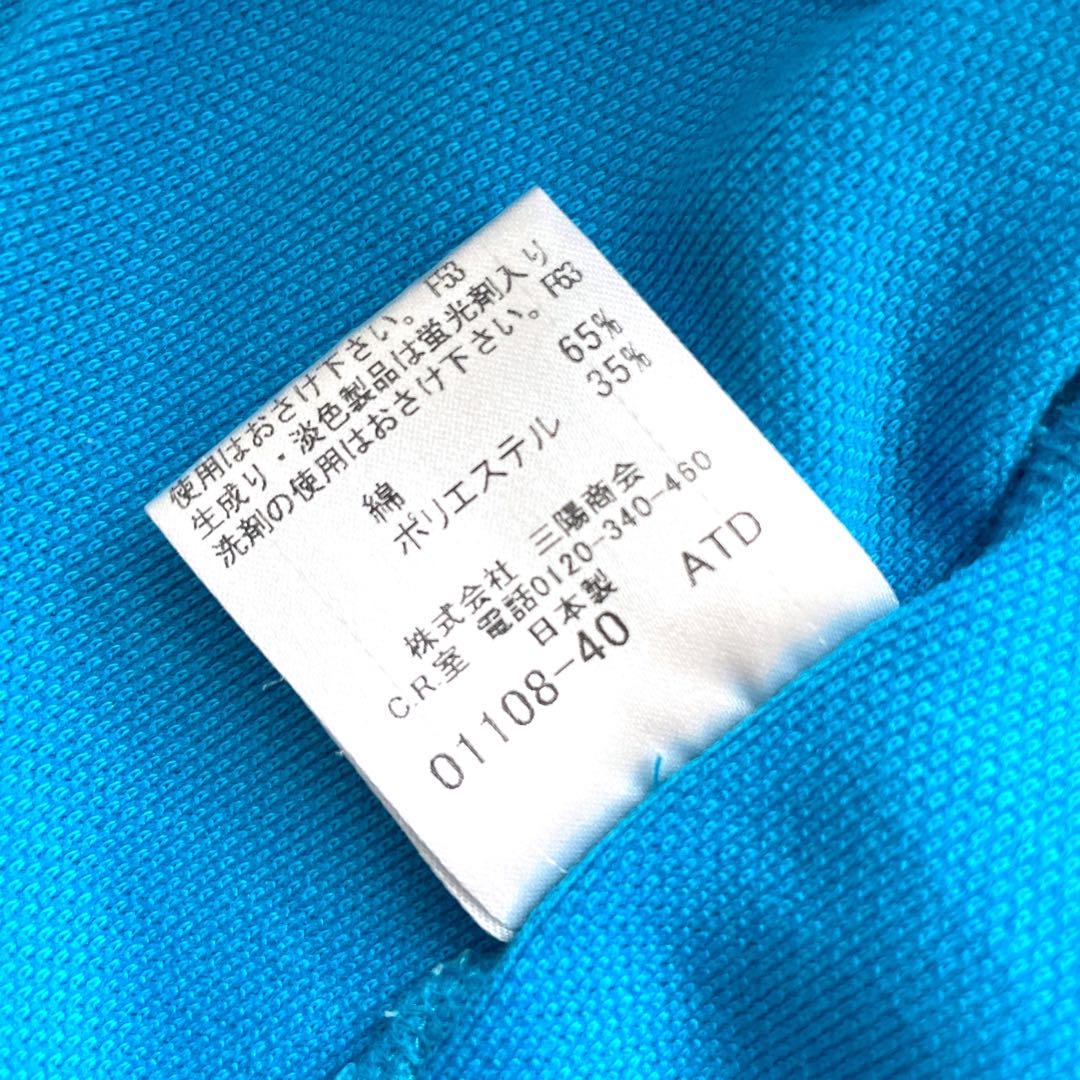 使用はおさけ下さい。 F53
生成り・淡色製品は蛍光剤入り
洗剤の使用はおさけ下さい。 F63
綿 65%
ポリエステル 35%
株式会社 三陽商会
C.R.室 電話0120-340-460
日本製 ATD
01108-40